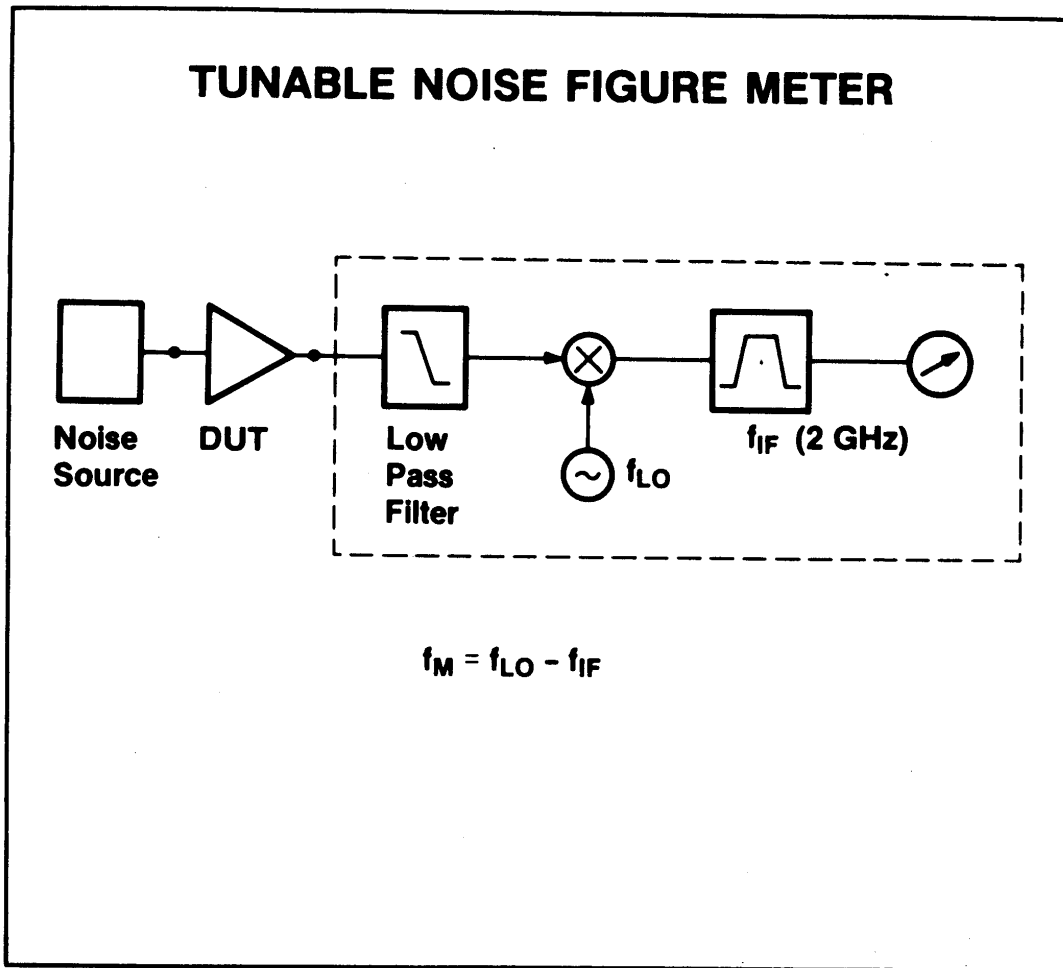 TUNABLE NOISE FIGURE METER
Noise
Source
DUT
Low
Pass
Filter
f_LO
f_IF (2 GHz)
f_M = f_LO - f_IF